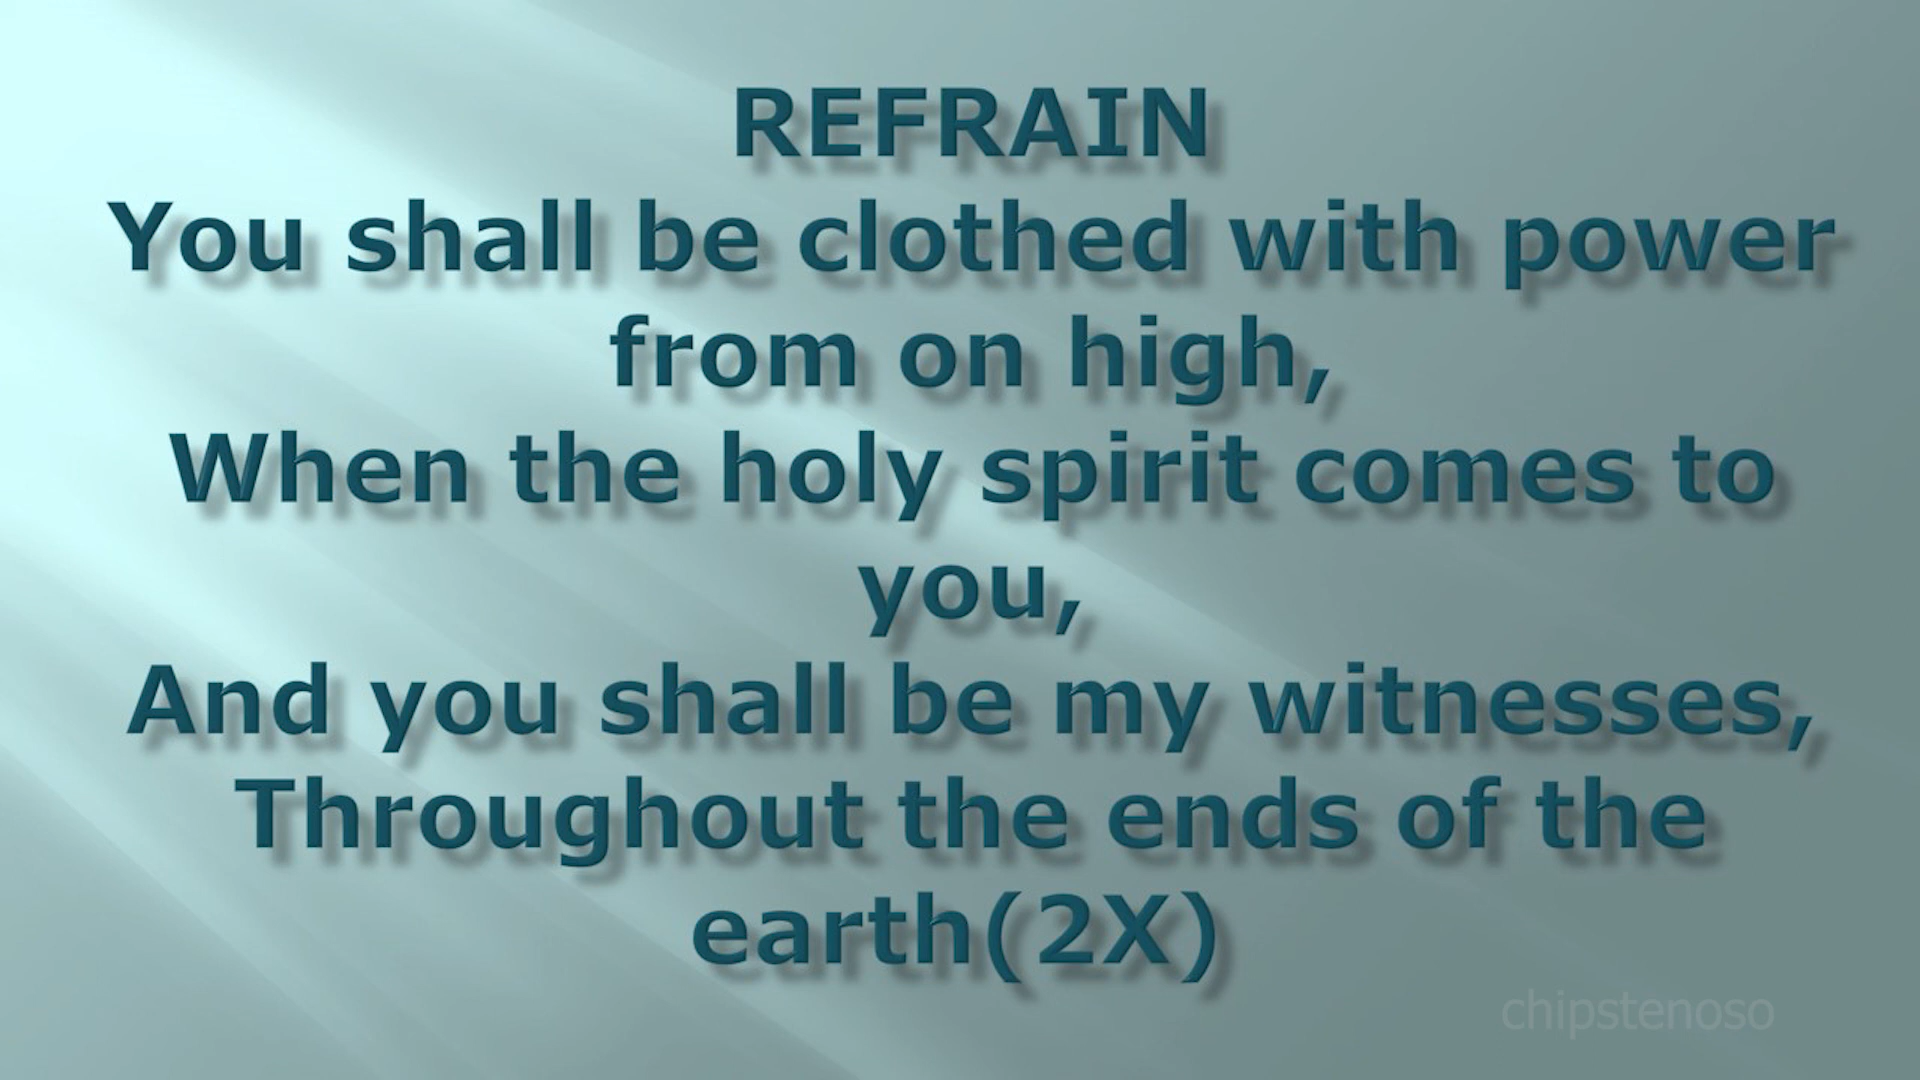 REFRAIN
You shall be clothed with power
from on high,
When the holy spirit comes to
you,
And you shall be my witnesses,
Throughout the ends of the
earth(2X)
chipstenoso